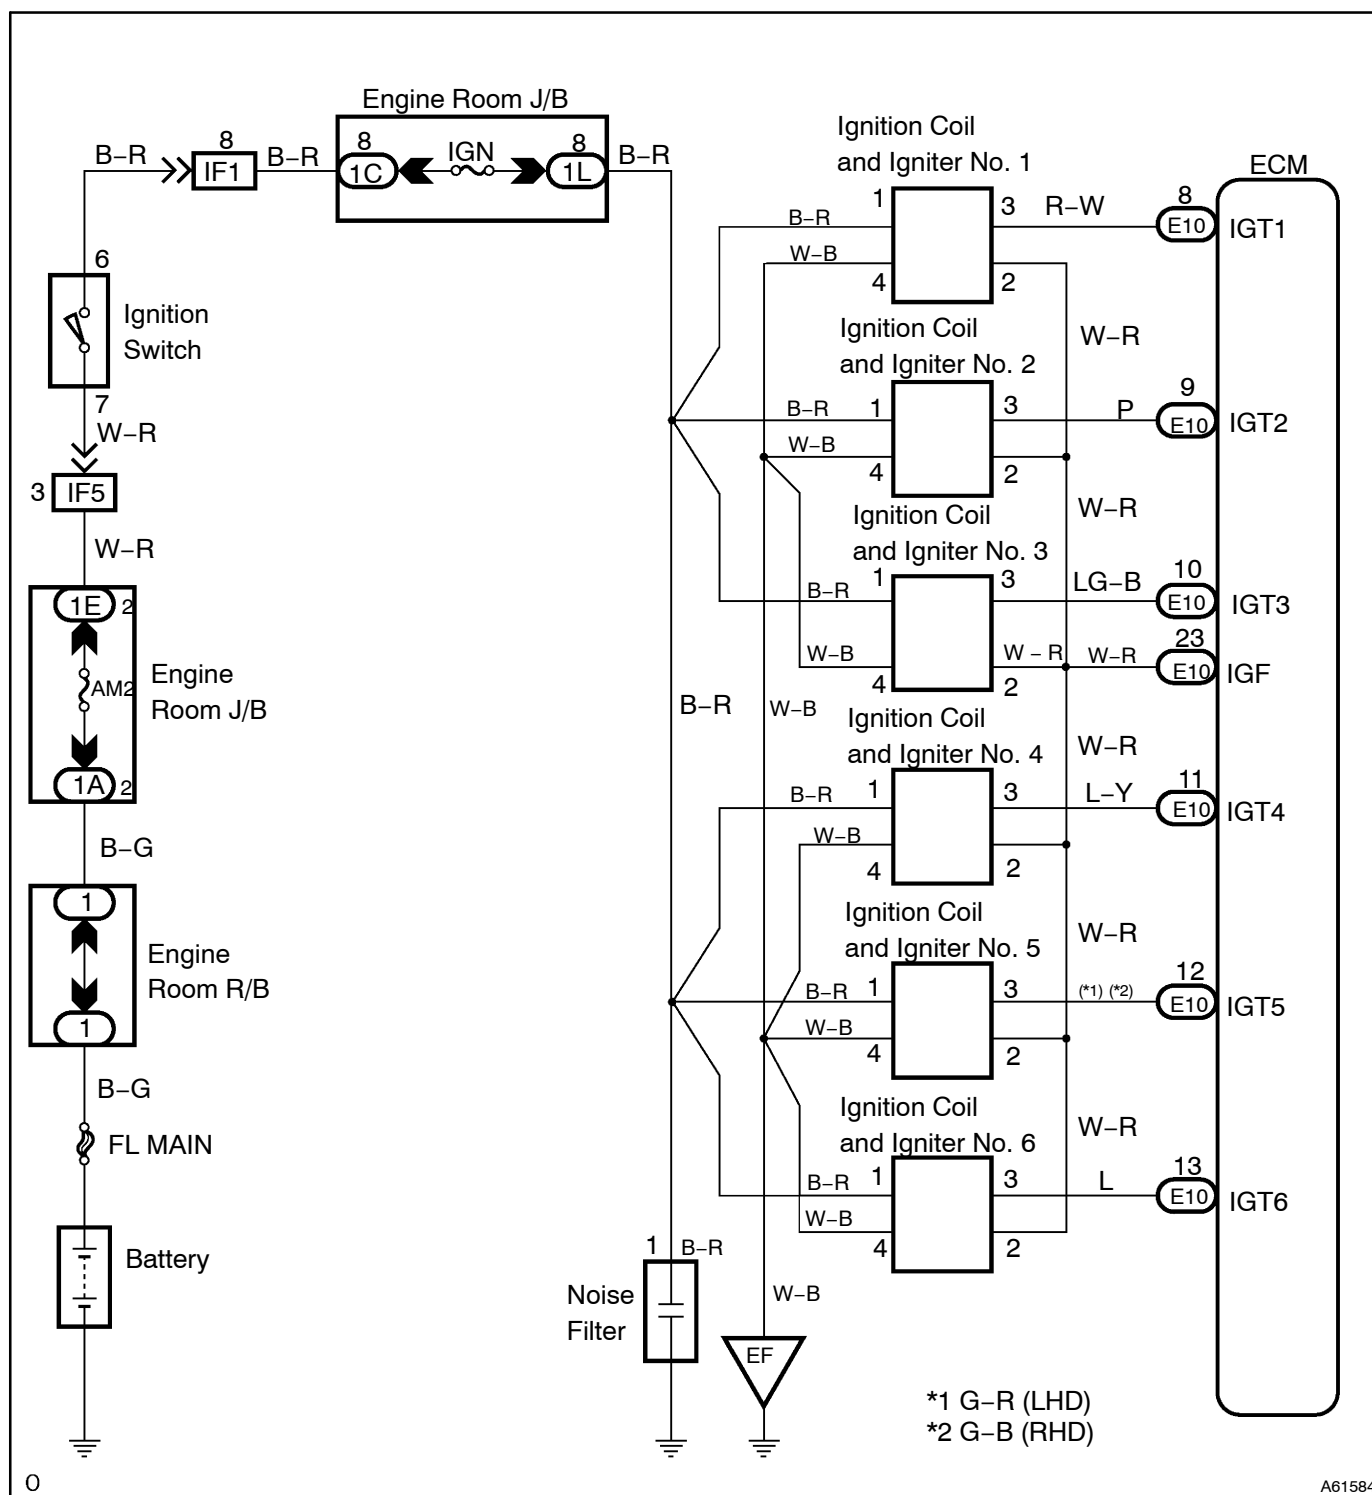 Engine Room J/B
B–R
8
IF1
B–R
8
1C
IGN
8
1L
B–R
6
Ignition
Switch
7
W–R
3
IF5
W–R
1E
2
AM2
Engine
Room J/B
1A
2
B–G
1
Engine
Room R/B
1
B–G
FL MAIN
Battery
B–R
W–B
1
B–R
Noise
Filter
W–B
EF
Ignition Coil
and Igniter No. 1
B–R
1
3
R–W
W–B
4
2
W–R
Ignition Coil
and Igniter No. 2
B–R
1
3
P
W–B
4
2
W–R
Ignition Coil
and Igniter No. 3
B–R
1
3
LG–B
W–B
4
W – R
2
W–R
W–R
Ignition Coil
and Igniter No. 4
B–R
1
3
L–Y
W–B
4
2
W–R
Ignition Coil
and Igniter No. 5
B–R
1
3
(*1) (*2)
W–B
4
2
W–R
Ignition Coil
and Igniter No. 6
B–R
1
3
L
W–B
4
2
ECM
8
E10
IGT1
9
E10
IGT2
10
E10
IGT3
23
E10
IGF
11
E10
IGT4
12
E10
IGT5
13
E10
IGT6
*1 G–R (LHD)
*2 G–B (RHD)
O
A61584